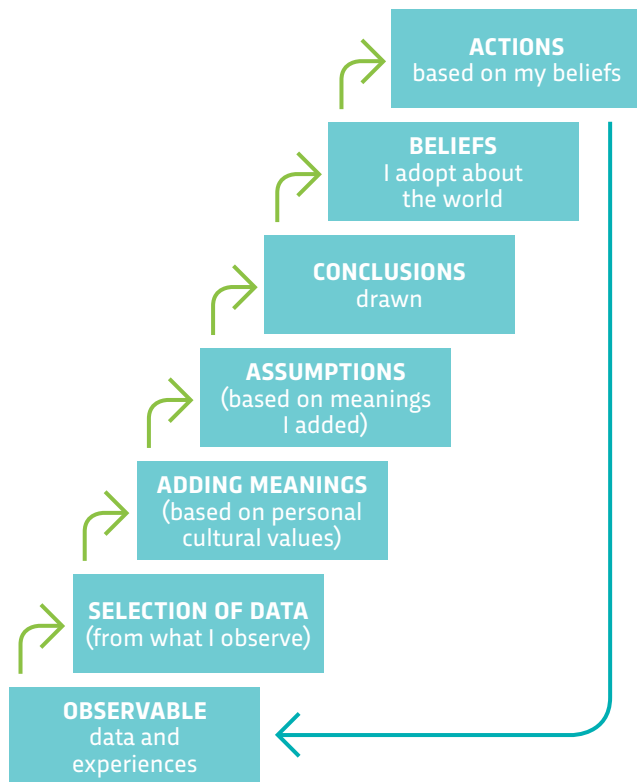 ACTIONS
based on my beliefs
BELIEFS
I adopt about
the world
CONCLUSIONS
drawn
ASSUMPTIONS
(based on meanings
I added)
ADDING MEANINGS
(based on personal
cultural values)
SELECTION OF DATA
(from what I observe)
OBSERVABLE
data and
experiences